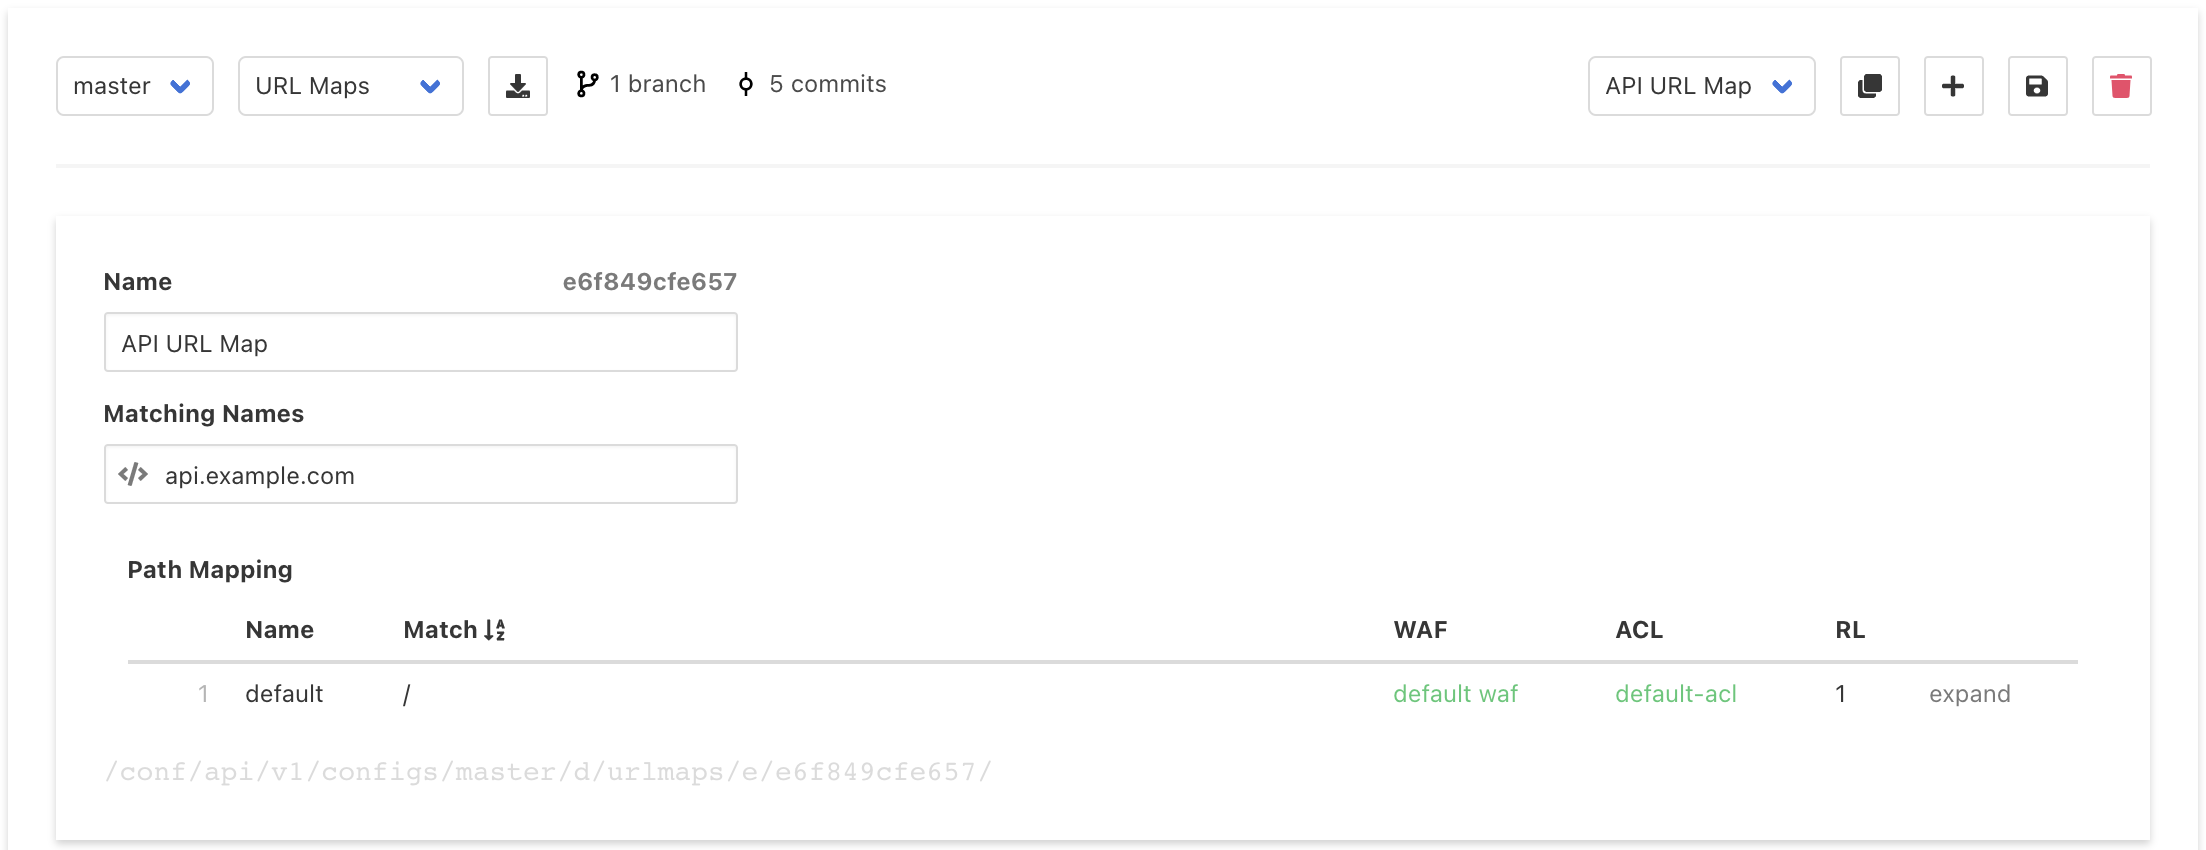 master URL Maps 1 branch 5 commits API URL Map
Name e6f849cfe657
API URL Map
Matching Names
api.example.com
Path Mapping
Name Match WAF ACL RL
1 default / default waf default-acl 1 expand
/conf/api/v1/configs/master/d/urlmaps/e/e6f849cfe657/